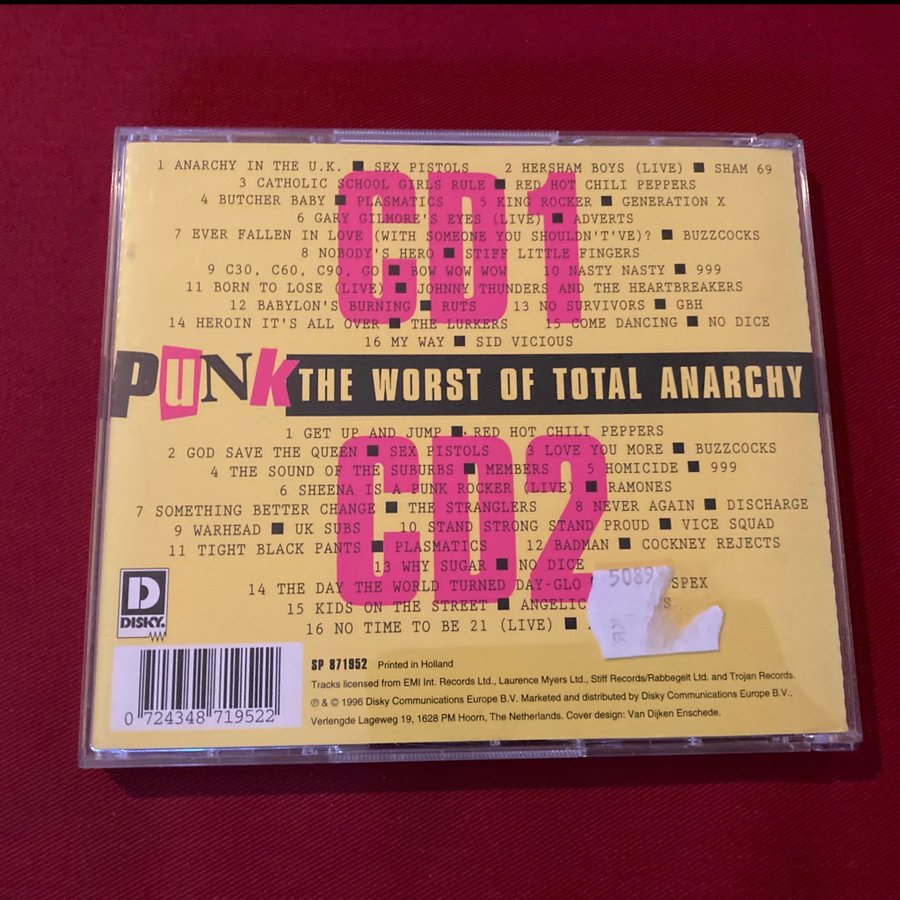 1 ANARCHY IN THE U.K. ■ SEX PISTOLS 2 HERSHAM BOYS (LIVE) ■ SHAM 69
3 CATHOLIC SCHOOL GIRLS RULE ■ RED HOT CHILI PEPPERS
4 BUTCHER BABY ■ PLASMATICS 5 KING ROCKER ■ GENERATION X
6 GARY GILMORE'S EYES (LIVE) ■ ADVERTS
7 EVER FALLEN IN LOVE (WITH SOMEONE YOU SHOULDN'T'VE)? ■ BUZZCOCKS
8 NOBODY'S HERO ■ STIFF LITTLE FINGERS
9 C30, C60, C90, GO ■ BOW WOW WOW 10 NASTY NASTY ■ 999
11 BORN TO LOSE (LIVE) ■ JOHNNY THUNDERS AND THE HEARTBREAKERS
12 BABYLON'S BURNING ■ RUTS 13 NO SURVIVORS ■ GBH
14 HEROIN IT'S ALL OVER ■ THE LURKERS 15 COME DANCING ■ NO DICE
16 MY WAY ■ SID VICIOUS
CD1
PUNK THE WORST OF TOTAL ANARCHY
1 GET UP AND JUMP ■ RED HOT CHILI PEPPERS
2 GOD SAVE THE QUEEN ■ SEX PISTOLS 3 LOVE YOU MORE ■ BUZZCOCKS
4 THE SOUND OF THE SUBURBS ■ MEMBERS 5 HOMICIDE ■ 999
6 SHEENA IS A PUNK ROCKER (LIVE) ■ RAMONES
7 SOMETHING BETTER CHANGE ■ THE STRANGLERS 8 NEVER AGAIN ■ DISCHARGE
9 WARHEAD ■ UK SUBS 10 STAND STRONG STAND PROUD ■ VICE SQUAD
11 TIGHT BLACK PANTS ■ PLASMATICS 12 BADMAN ■ COCKNEY REJECTS
13 WHY SUGAR ■ NO DICE
14 THE DAY THE WORLD TURNED DAY-GLO SPEX
15 KIDS ON THE STREET ■ ANGELIC
16 NO TIME TO BE 21 (LIVE) ■
CD2
5089
D
DISKY.
0 724348 719522
SP 871952 Printed in Holland
Tracks licensed from EMI Int. Records Ltd., Laurence Myers Ltd., Stiff Records/Rabbegelt Ltd. and Trojan Records.
℗ & © 1996 Disky Communications Europe B.V. Marketed and distributed by Disky Communications Europe B.V.,
Verlengde Lageweg 19, 1628 PM Hoorn, The Netherlands. Cover design: Van Dijken Enschede.